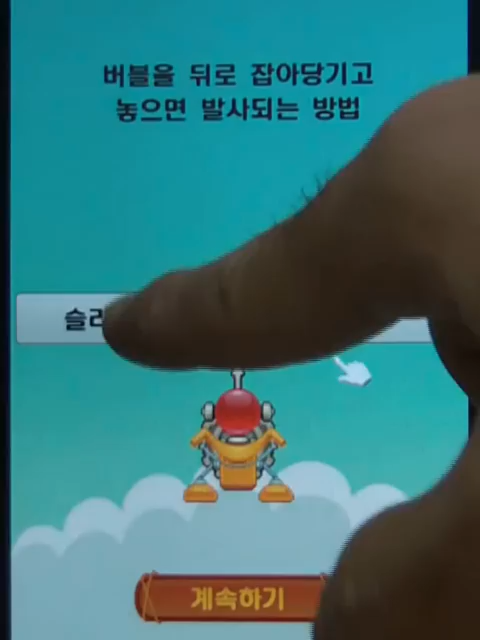 버블을 뒤로 잡아당기고
놓으면 발사되는 방법
계속하기